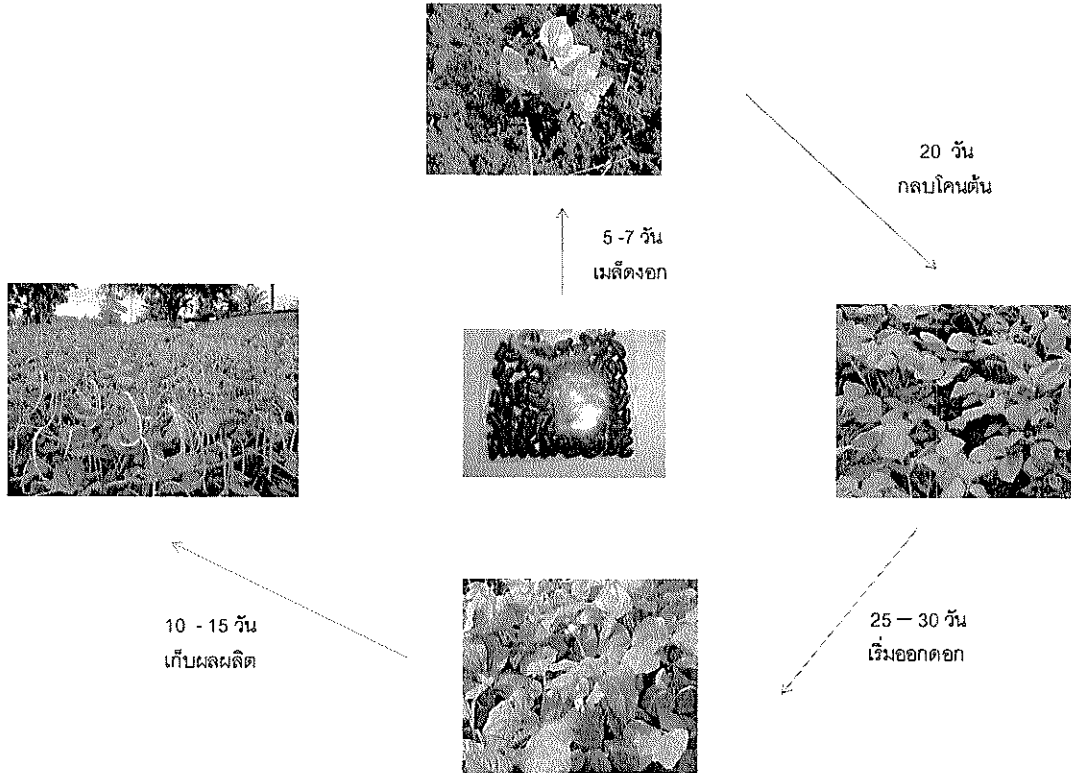 20 วัน
กลบโคนต้น
5 -7 วัน
เมล็ดงอก
25 – 30 วัน
เริ่มออกดอก
10 - 15 วัน
เก็บผลผลิต